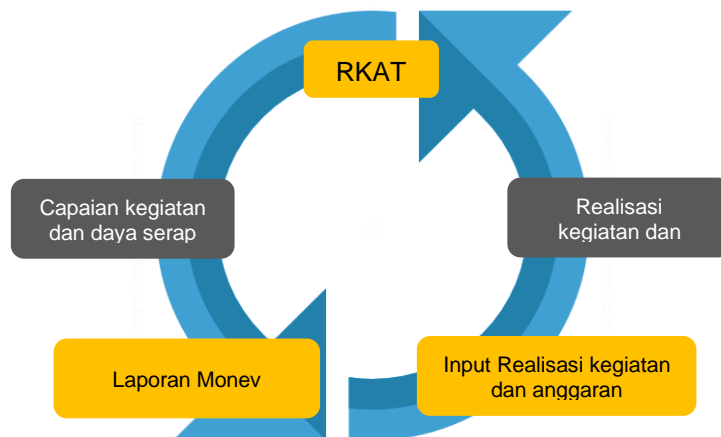 RKAT
Capaian kegiatan
dan daya serap
Realisasi
kegiatan dan
Laporan Monev
Input Realisasi kegiatan
dan anggaran